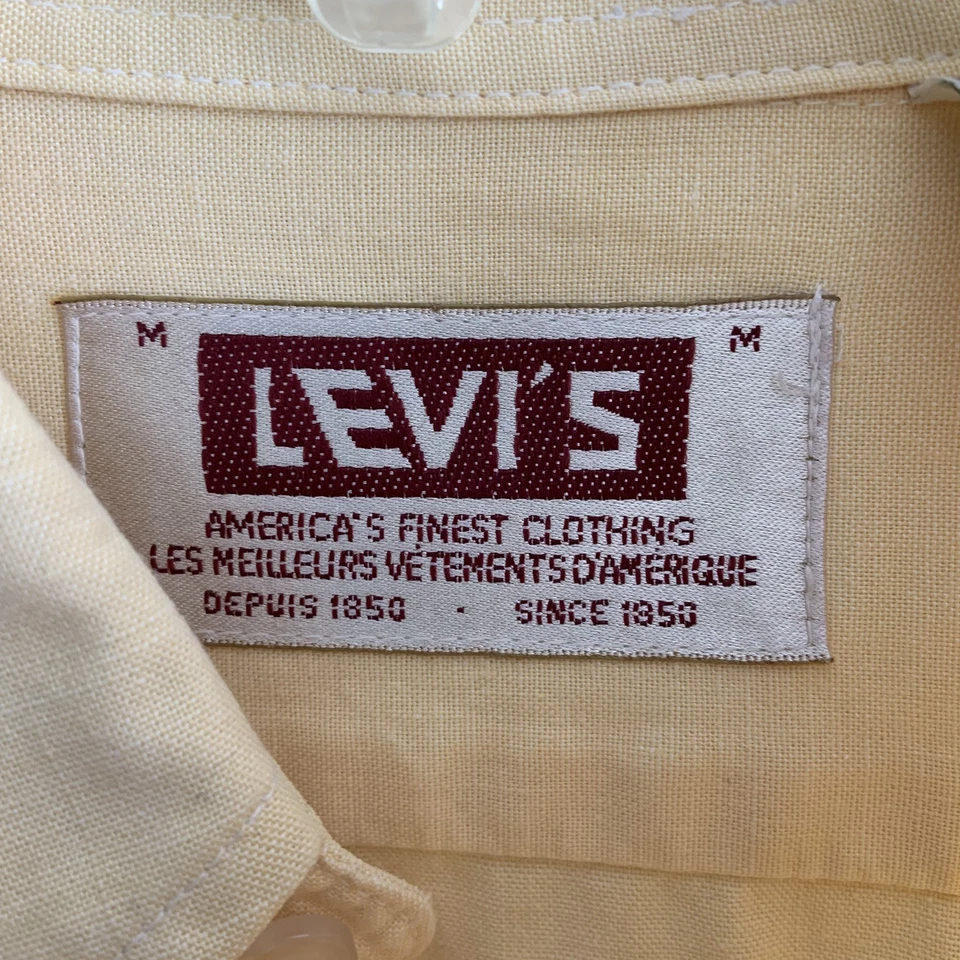 M M
LEVI'S
AMERICA'S FINEST CLOTHING
LES MEILLEURS VÊTEMENTS D'AMÉRIQUE
DEPUIS 1850 · SINCE 1850